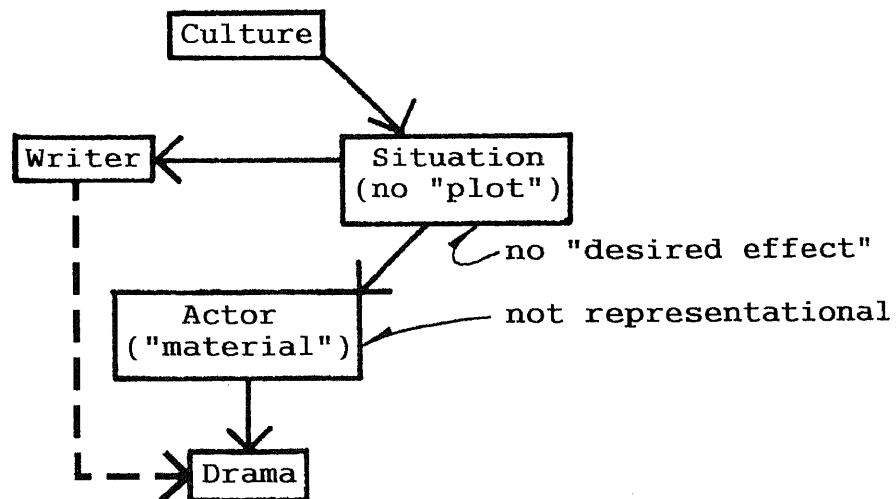 Culture
Writer
Situation
(no "plot")
no "desired effect"
Actor
("material")
not representational
Drama